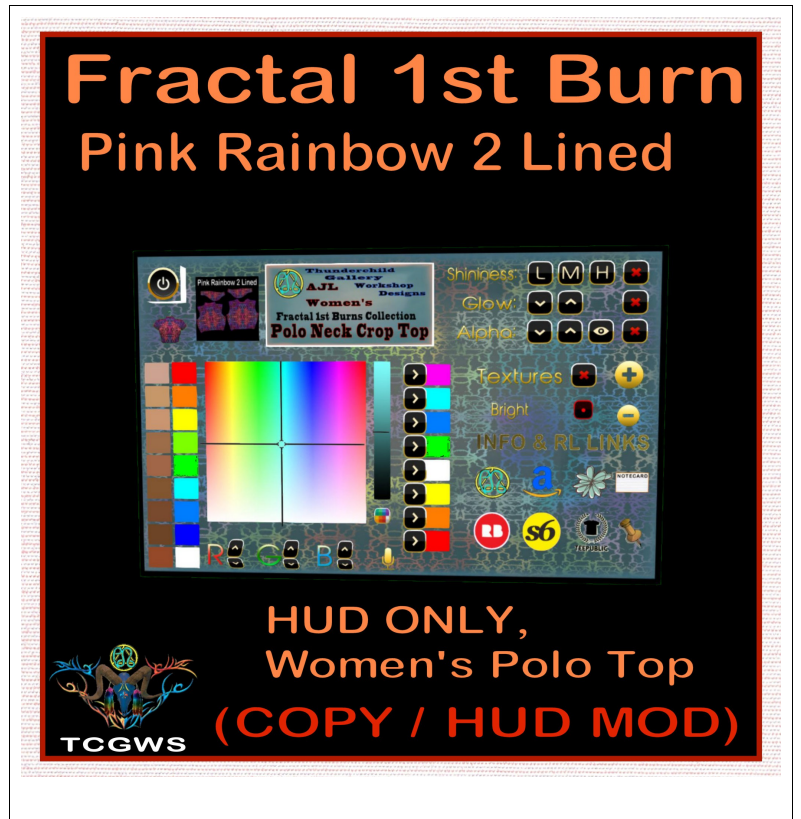 Fractal 1st Burn
Pink Rainbow 2 Lined
Pink Rainbow 2 Lined
Thunderchild
Gallery
AJL Workshop
Designs
Women's
Fractal 1st Burns Collection
Polo Neck Crop Top
Shininess: L M H
Glow:
Alpha:
Textures
Bright
INFO & RL LINKS
a
NOTECARD
RB
S6
TEEPUBLIC
R G B
HUD ONLY,
Women's Polo Top
(COPY / HUD MOD)
TCGWS